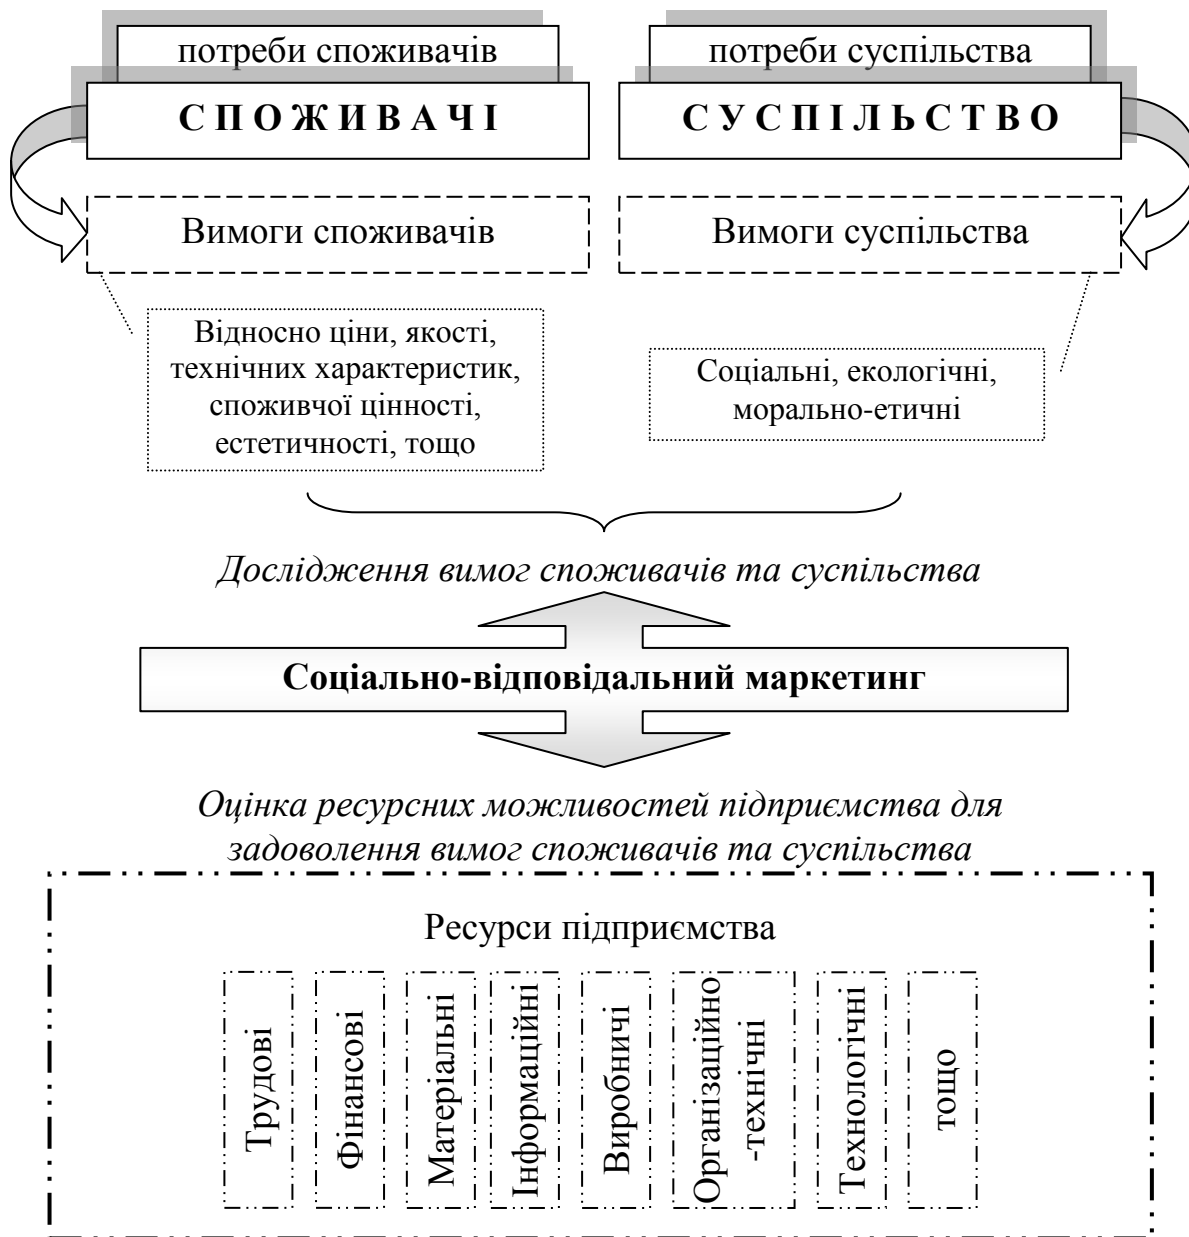 потреби споживачів
потреби суспільства
СПОЖИВАЧІ
СУСПІЛЬСТВО
Вимоги споживачів
Вимоги суспільства
Відносно ціни, якості,
технічних характеристик,
споживчої цінності,
естетичності, тощо
Соціальні, екологічні,
морально-етичні
Дослідження вимог споживачів та суспільства
Соціально-відповідальний маркетинг
Оцінка ресурсних можливостей підприємства для
задоволення вимог споживачів та суспільства
Ресурси підприємства
Трудові
Фінансові
Матеріальні
Інформаційні
Виробничі
Організаційно
-технічні
Технологічні
тощо